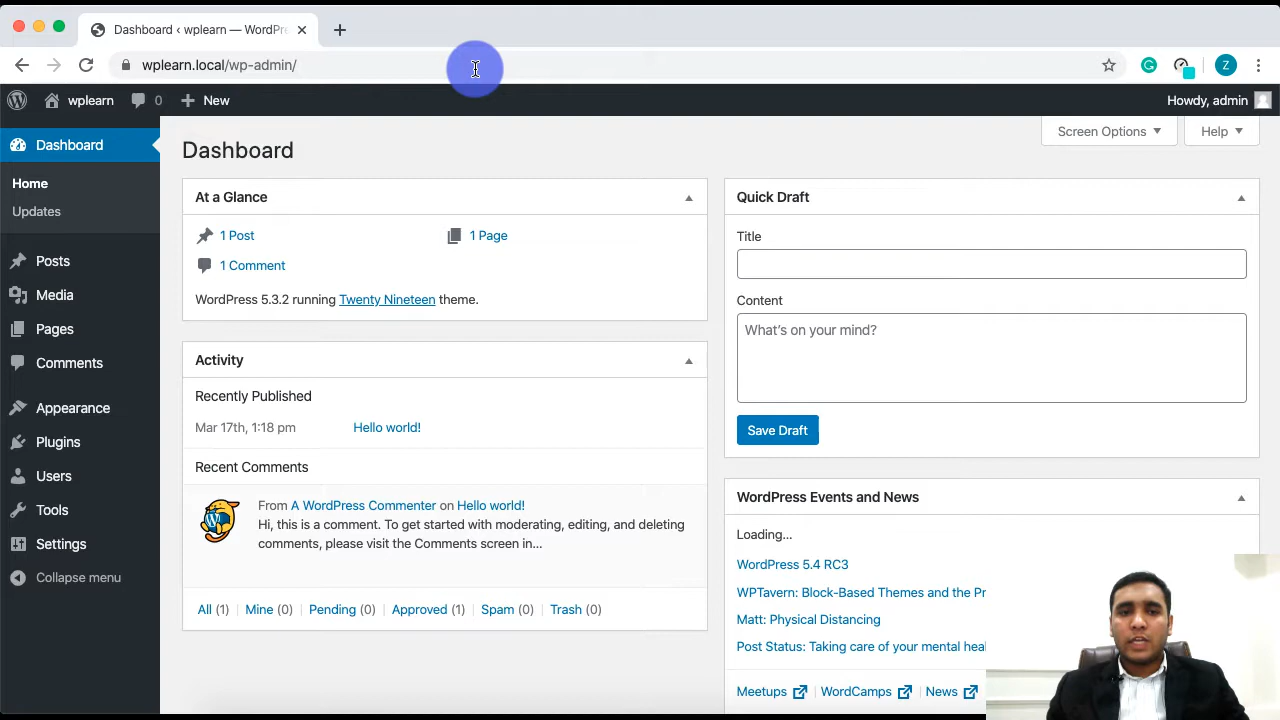 Dashboard ‹ wplearn — WordPre
wplearn.local/wp-admin/
Z
wplearn 0 New Howdy, admin
Screen Options Help
Dashboard
Home
Updates
Posts
Media
Pages
Comments
Appearance
Plugins
Users
Tools
Settings
Collapse menu
Dashboard
At a Glance
1 Post 1 Page
1 Comment
WordPress 5.3.2 running Twenty Nineteen theme.
Activity
Recently Published
Mar 17th, 1:18 pm Hello world!
Recent Comments
From A WordPress Commenter on Hello world!
Hi, this is a comment. To get started with moderating, editing, and deleting
comments, please visit the Comments screen in…
All (1) | Mine (0) | Pending (0) | Approved (1) | Spam (0) | Trash (0)
Quick Draft
Title
Content
What's on your mind?
Save Draft
WordPress Events and News
Loading…
WordPress 5.4 RC3
WPTavern: Block-Based Themes and the Pr
Matt: Physical Distancing
Post Status: Taking care of your mental heal
Meetups | WordCamps | News